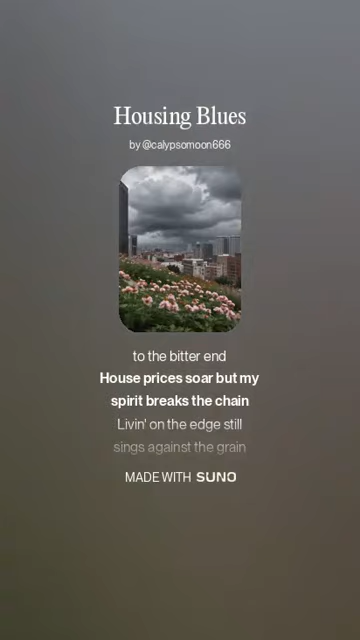 Housing Blues
by @calypsomoon666
to the bitter end
House prices soar but my
spirit breaks the chain
Livin' on the edge still
sings against the grain
MADE WITH SUNO